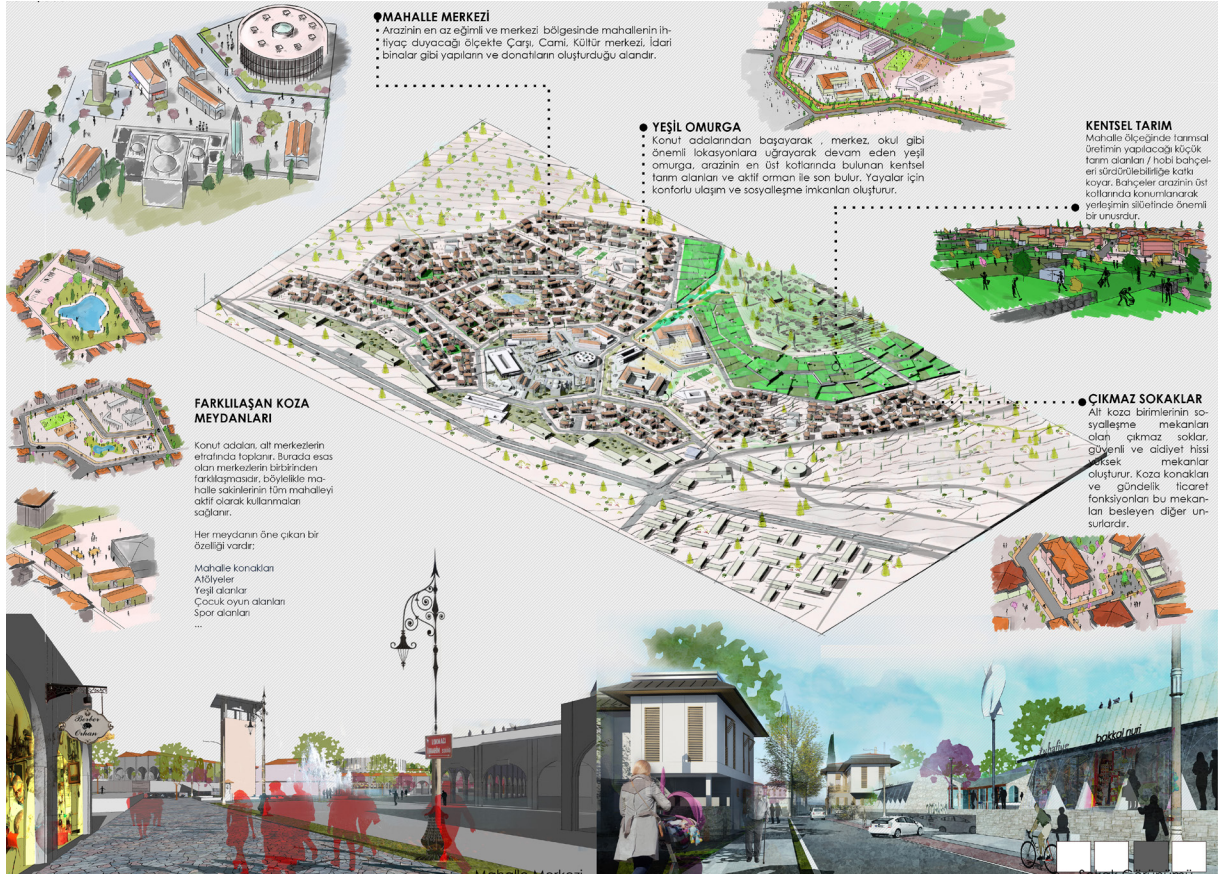 MAHALLE MERKEZİ
Arazinin en az eğimli ve merkezi bölgesinde mahallenin ih-
tiyaç duyacağı ölçekte Çarşı, Cami, Kültür merkezi, İdari
binalar gibi yapıların ve donatıların oluşturduğu alandır.
YEŞİL OMURGA
Konut adalarından başayarak , merkez, okul gibi
önemli lokasyonlara uğrayarak devam eden yeşil
omurga, arazinin en üst kotlarında bulunan kentsel
tarım alanları ve aktif orman ile son bulur. Yayalar için
konforlu ulaşım ve sosyalleşme imkanları oluşturur.
KENTSEL TARIM
Mahalle ölçeğinde tarımsal
üretimin yapılacağı küçük
tarım alanları / hobi bahçel-
eri sürdürülebilirliğe katkı
koyar. Bahçeler arazinin üst
kotlarında konumlanarak
yerleşimin silüetinde önemli
bir unusrdur.
FARKLILAŞAN KOZA
MEYDANLARI
Konut adaları, alt merkezlerin
etrafında toplanır. Burada esas
olan merkezlerin birbirinden
farklılaşmasıdır, böylelikle ma-
halle sakinlerinin tüm mahalleyi
aktif olarak kullanmaları
sağlanır.
Her meydanın öne çıkan bir
özelliği vardır;
Mahalle konakları
Atölyeler
Yeşil alanlar
Çocuk oyun alanları
Spor alanları
...
ÇIKMAZ SOKAKLAR
Alt koza birimlerinin so-
syalleşme mekanları
olan çıkmaz soklar,
güvenli ve aidiyet hissi
yüksek mekanlar
oluşturur. Koza konakları
ve gündelik ticaret
fonksiyonları bu mekan-
ları besleyen diğer un-
surlardır.
Berber
Orhan
bakkal nuri
Mahalle Merkezi
Sokak Görünümü